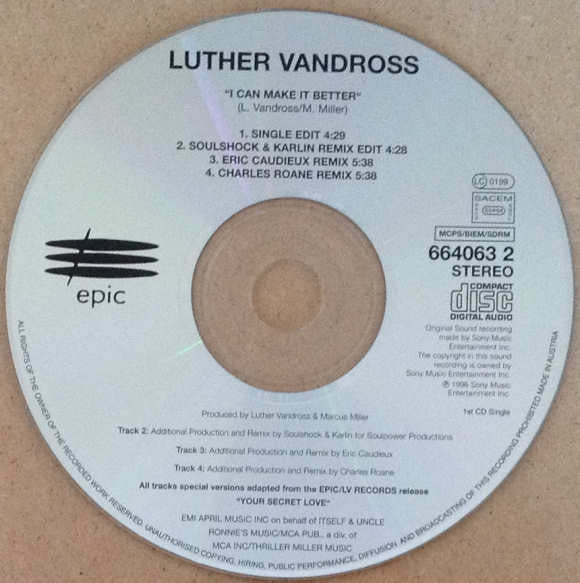 LUTHER VANDROSS
"I CAN MAKE IT BETTER"
(L. Vandross/M. Miller)
1. SINGLE EDIT 4:29
2. SOULSHOCK & KARLIN REMIX EDIT 4:28
3. ERIC CAUDIEUX REMIX 5:38
4. CHARLES ROANE REMIX 5:38
LC 0199
SACEM
MCPS/BIEM/SDRM
664063 2
STEREO
COMPACT
disc
DIGITAL AUDIO
epic
Original Sound recording
made by Sony Music
Entertainment Inc.
The copyright in this sound
recording is owned by
Sony Music Entertainment Inc.
℗ 1996 Sony Music
Entertainment Inc.
1st CD Single
Produced by Luther Vandross & Marcus Miller
Track 2: Additional Production and Remix by Soulshock & Karlin for Soulpower Productions
Track 3: Additional Production and Remix by Eric Caudieux
Track 4: Additional Production and Remix by Charles Roane
All tracks special versions adapted from the EPIC/LV RECORDS release
"YOUR SECRET LOVE"
EMI APRIL MUSIC INC on behalf of ITSELF & UNCLE
RONNIE'S MUSIC/MCA PUB., a div. of
MCA INC/THRILLER MILLER MUSIC
ALL RIGHTS OF THE OWNER OF THE RECORDED WORK RESERVED. UNAUTHORISED COPYING, HIRING, PUBLIC PERFORMANCE, DIFFUSION AND BROADCASTING OF THIS RECORDING PROHIBITED MADE IN AUSTRIA